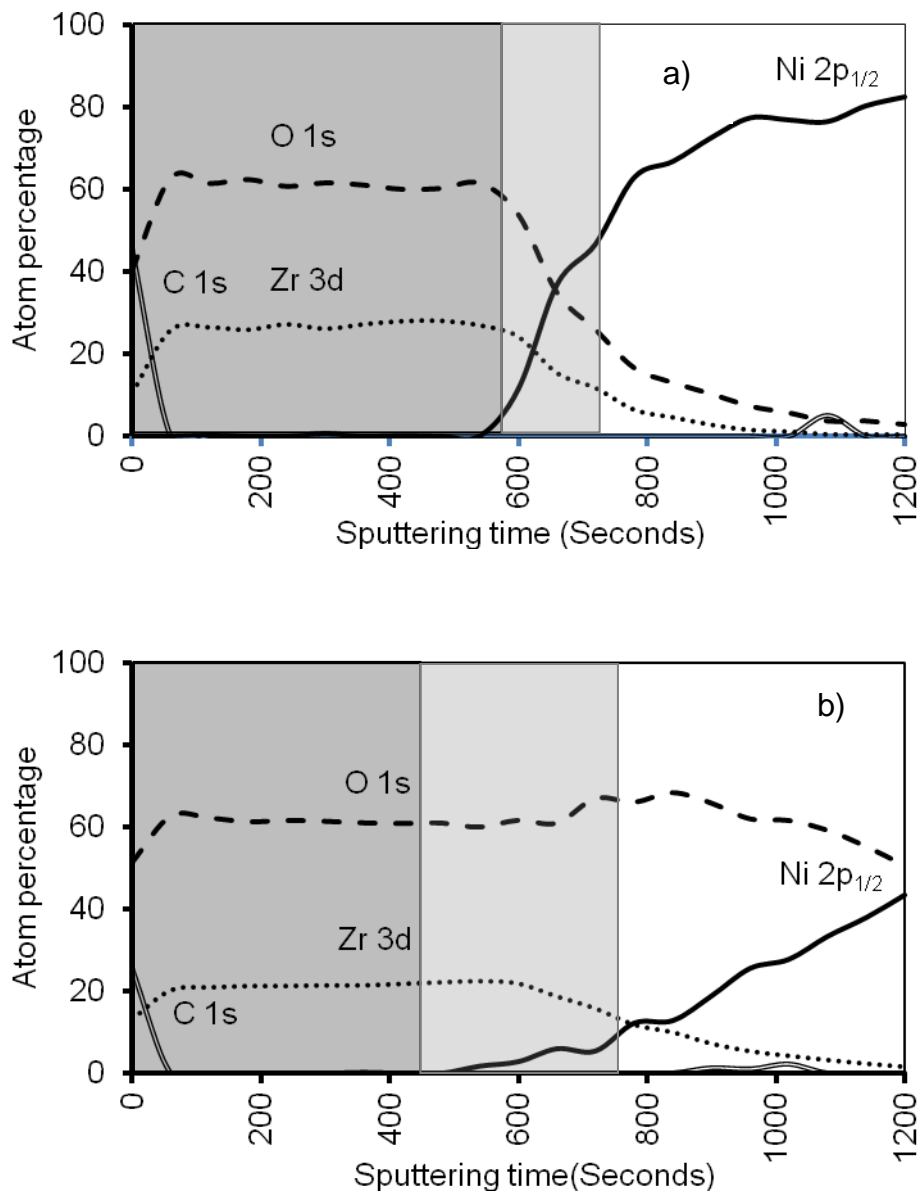 100
80
60
40
20
0
Atom percentage
a)
Ni 2p1/2
O 1s
C 1s
Zr 3d
0
200
400
600
800
1000
1200
Sputtering time (Seconds)
100
80
60
40
20
0
Atom percentage
b)
O 1s
Ni 2p1/2
Zr 3d
C 1s
0
200
400
600
800
1000
1200
Sputtering time(Seconds)